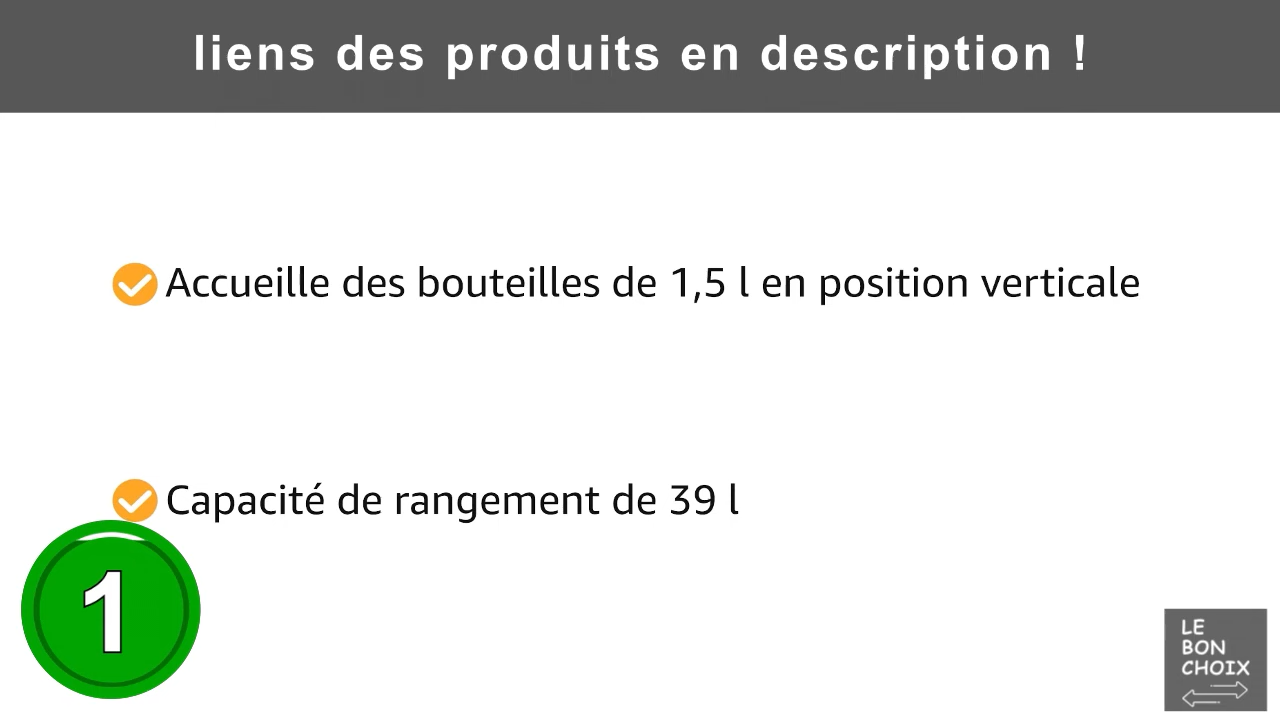 liens des produits en description !
Accueille des bouteilles de 1,5 l en position verticale
Capacité de rangement de 39 l
1
LE
BON
CHOIX